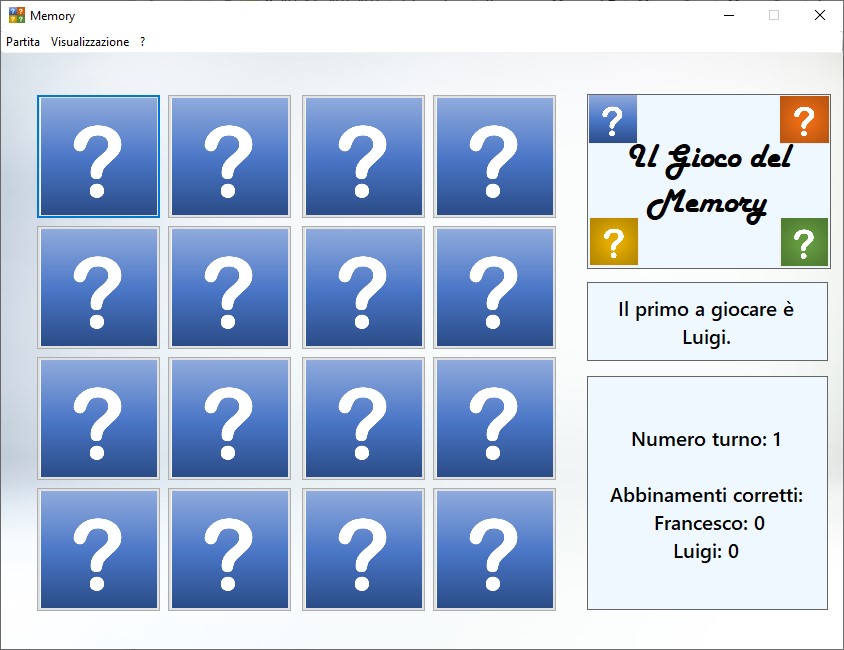 Memory
Partita Visualizzazione ?
? ? ? ?
? ? ? ?
? ? ? ?
? ? ? ?
? ?
Il Gioco del
Memory
? ?
Il primo a giocare è
Luigi.
Numero turno: 1
Abbinamenti corretti:
Francesco: 0
Luigi: 0